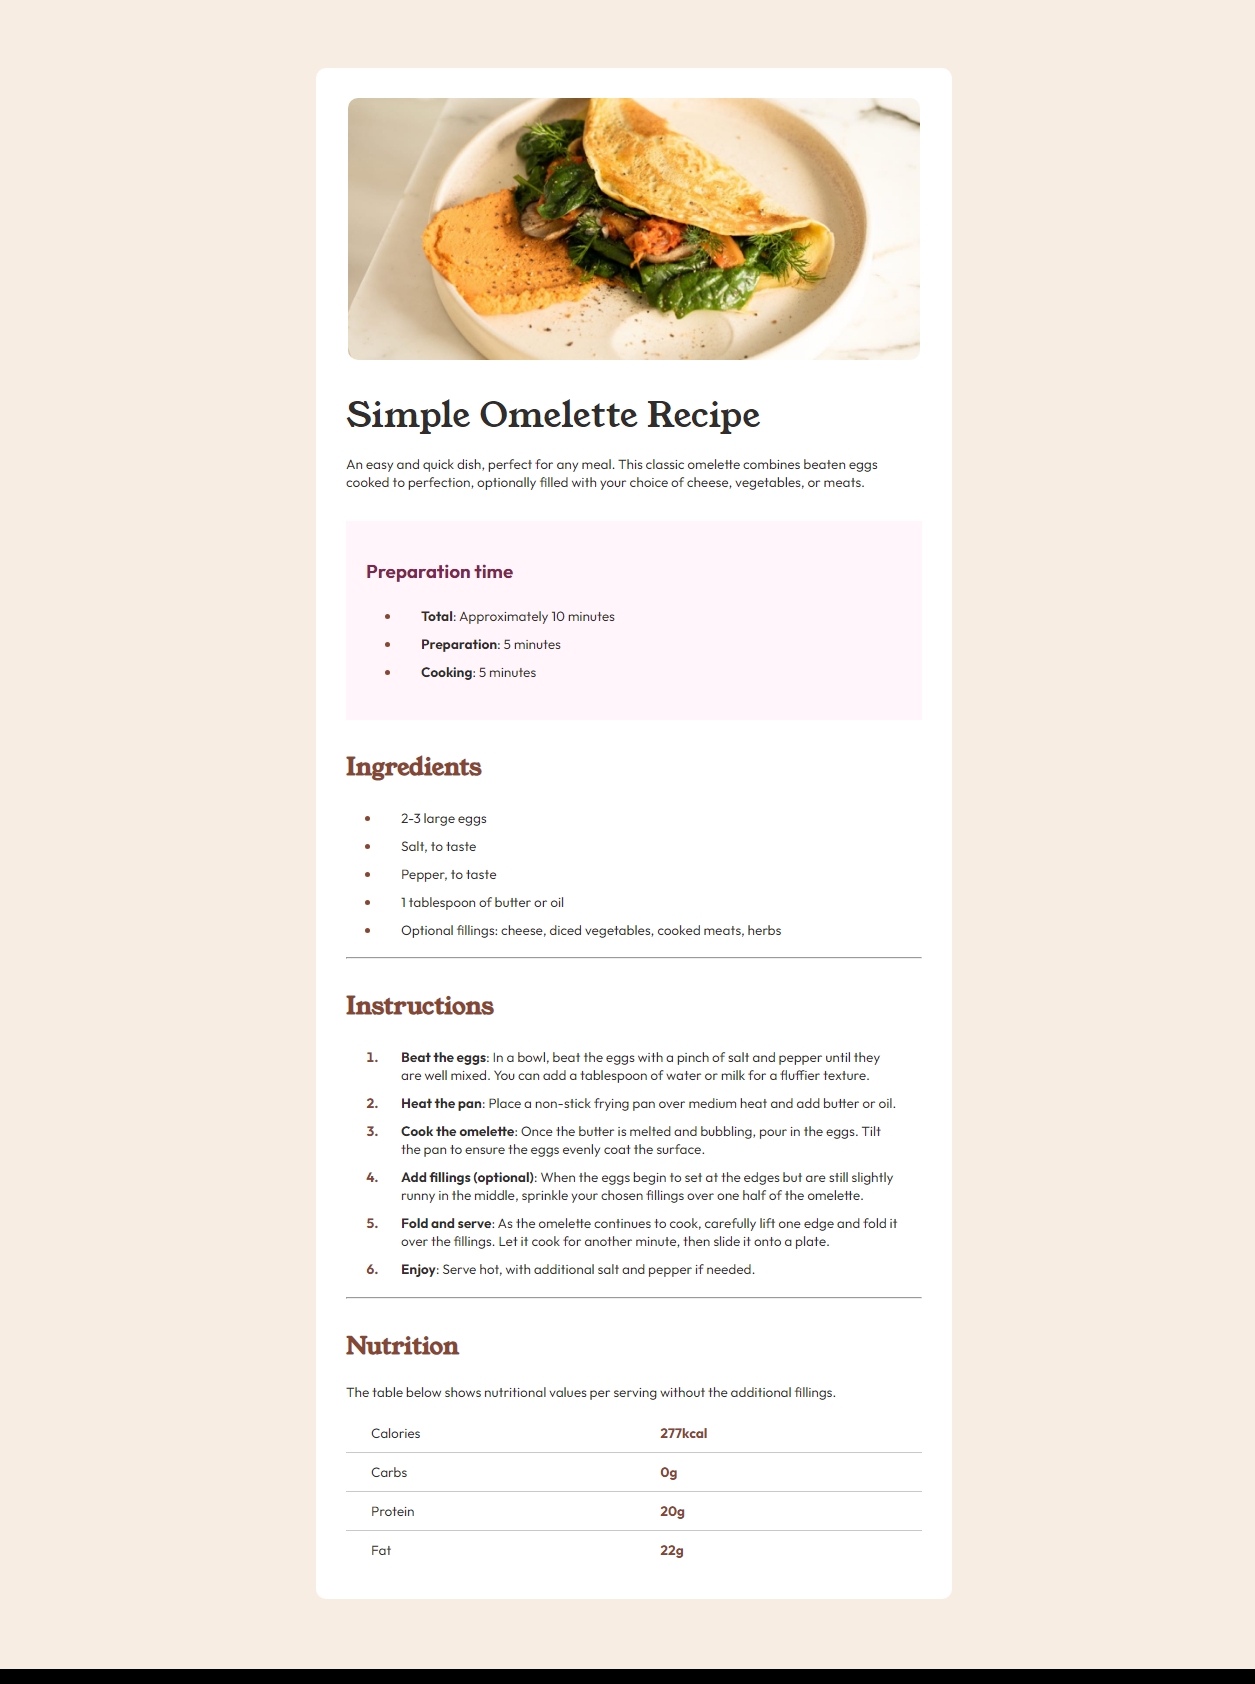 Simple Omelette Recipe
An easy and quick dish, perfect for any meal. This classic omelette combines beaten eggs
cooked to perfection, optionally filled with your choice of cheese, vegetables, or meats.
Preparation time
• Total: Approximately 10 minutes
• Preparation: 5 minutes
• Cooking: 5 minutes
Ingredients
• 2-3 large eggs
• Salt, to taste
• Pepper, to taste
• 1 tablespoon of butter or oil
• Optional fillings: cheese, diced vegetables, cooked meats, herbs
Instructions
1. Beat the eggs: In a bowl, beat the eggs with a pinch of salt and pepper until they
are well mixed. You can add a tablespoon of water or milk for a fluffier texture.
2. Heat the pan: Place a non-stick frying pan over medium heat and add butter or oil.
3. Cook the omelette: Once the butter is melted and bubbling, pour in the eggs. Tilt
the pan to ensure the eggs evenly coat the surface.
4. Add fillings (optional): When the eggs begin to set at the edges but are still slightly
runny in the middle, sprinkle your chosen fillings over one half of the omelette.
5. Fold and serve: As the omelette continues to cook, carefully lift one edge and fold it
over the fillings. Let it cook for another minute, then slide it onto a plate.
6. Enjoy: Serve hot, with additional salt and pepper if needed.
Nutrition
The table below shows nutritional values per serving without the additional fillings.
Calories 277kcal
Carbs 0g
Protein 20g
Fat 22g